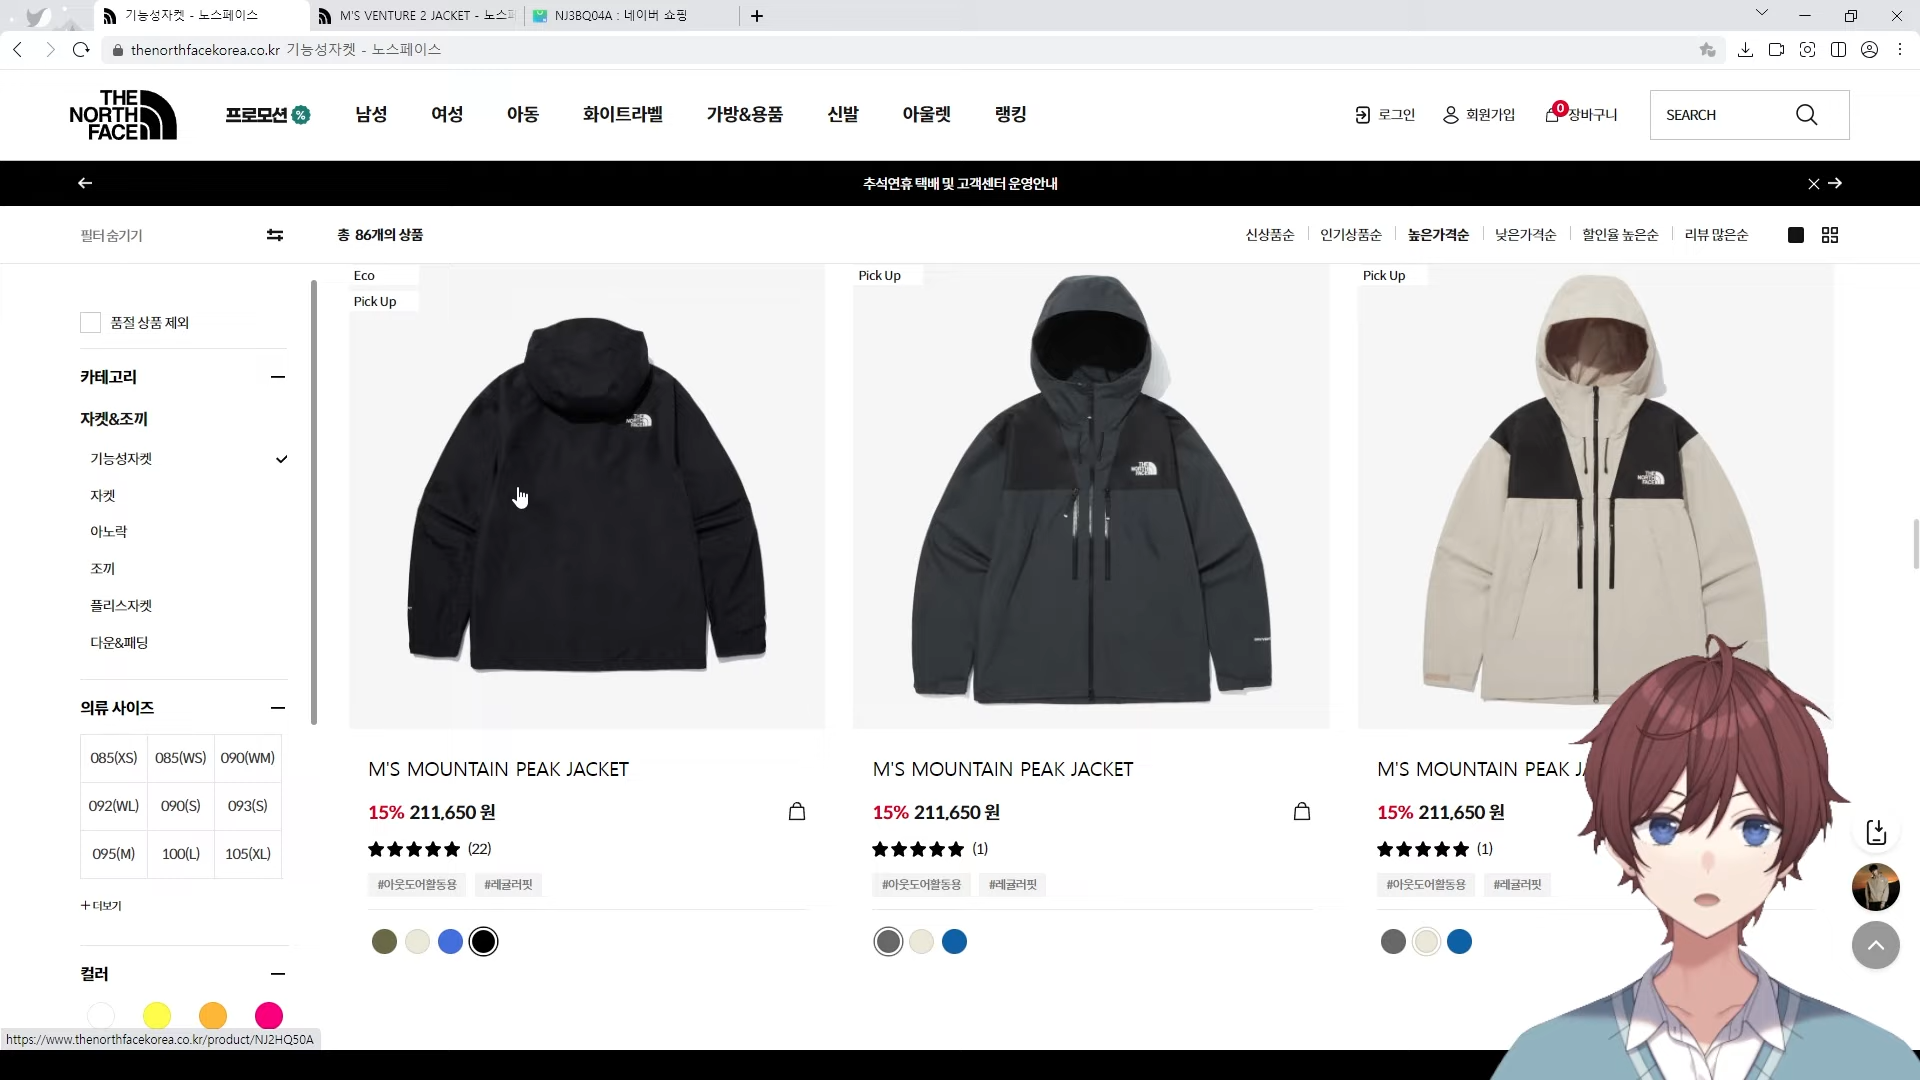 기능성자켓 - 노스페이스
M'S VENTURE 2 JACKET - 노스페
NJ3BQ04A : 네이버 쇼핑
thenorthfacekorea.co.kr 기능성자켓 - 노스페이스
THE NORTH FACE
프로모션 %
남성
여성
아동
화이트라벨
가방&용품
신발
아울렛
랭킹
로그인
회원가입
0
장바구니
SEARCH
추석연휴 택배 및 고객센터 운영안내
필터 숨기기
총 86개의 상품
신상품순
인기상품순
높은가격순
낮은가격순
할인율 높은순
리뷰 많은순
품절 상품 제외
카테고리
자켓&조끼
기능성자켓
자켓
아노락
조끼
플리스자켓
다운&패딩
의류 사이즈
085(XS) 085(WS) 090(WM)
092(WL) 090(S) 093(S)
095(M) 100(L) 105(XL)
+ 더보기
컬러
Eco
Pick Up
THE NORTH FACE
M'S MOUNTAIN PEAK JACKET
15% 211,650 원
(22)
#아웃도어활동용 #레귤러핏
Pick Up
THE NORTH FACE
M'S MOUNTAIN PEAK JACKET
15% 211,650 원
(1)
#아웃도어활동용 #레귤러핏
Pick Up
THE NORTH FACE
M'S MOUNTAIN PEAK J
15% 211,650 원
(1)
#아웃도어활동용 #레귤러핏
https://www.thenorthfacekorea.co.kr/product/NJ2HQ50A